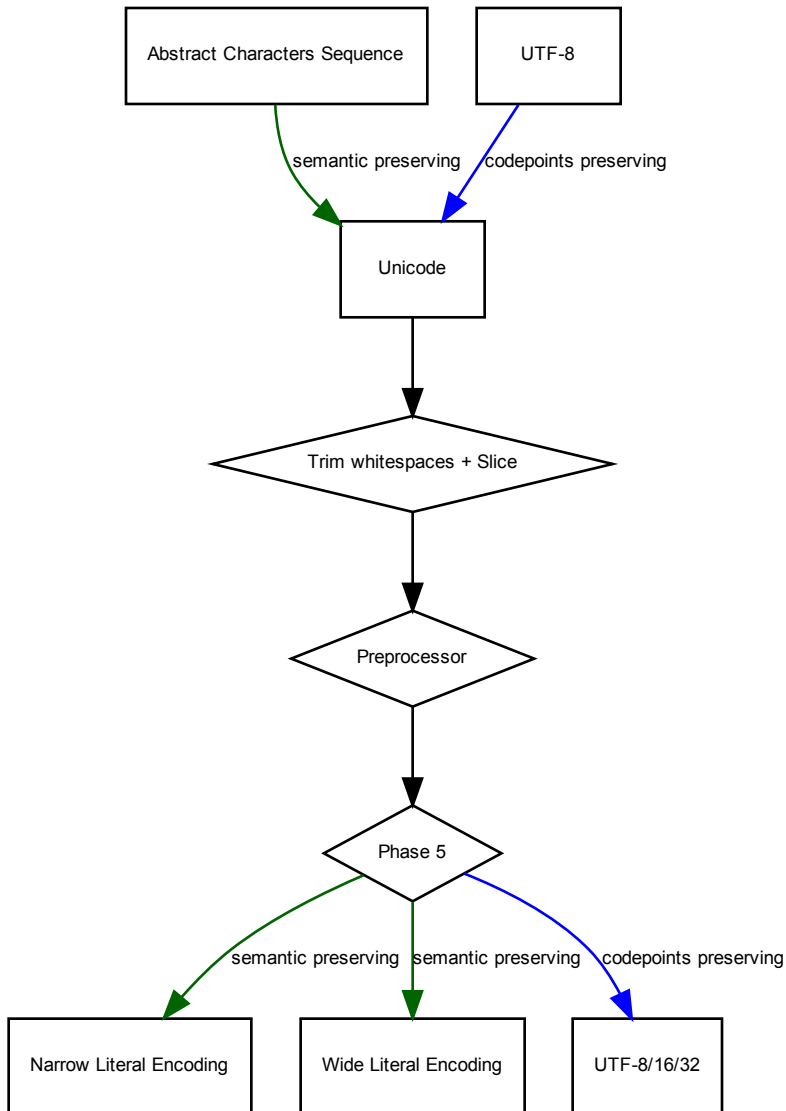 Abstract Characters Sequence
UTF-8
semantic preserving
codepoints preserving
Unicode
Trim whitespaces + Slice
Preprocessor
Phase 5
semantic preserving
semantic preserving
codepoints preserving
Narrow Literal Encoding
Wide Literal Encoding
UTF-8/16/32